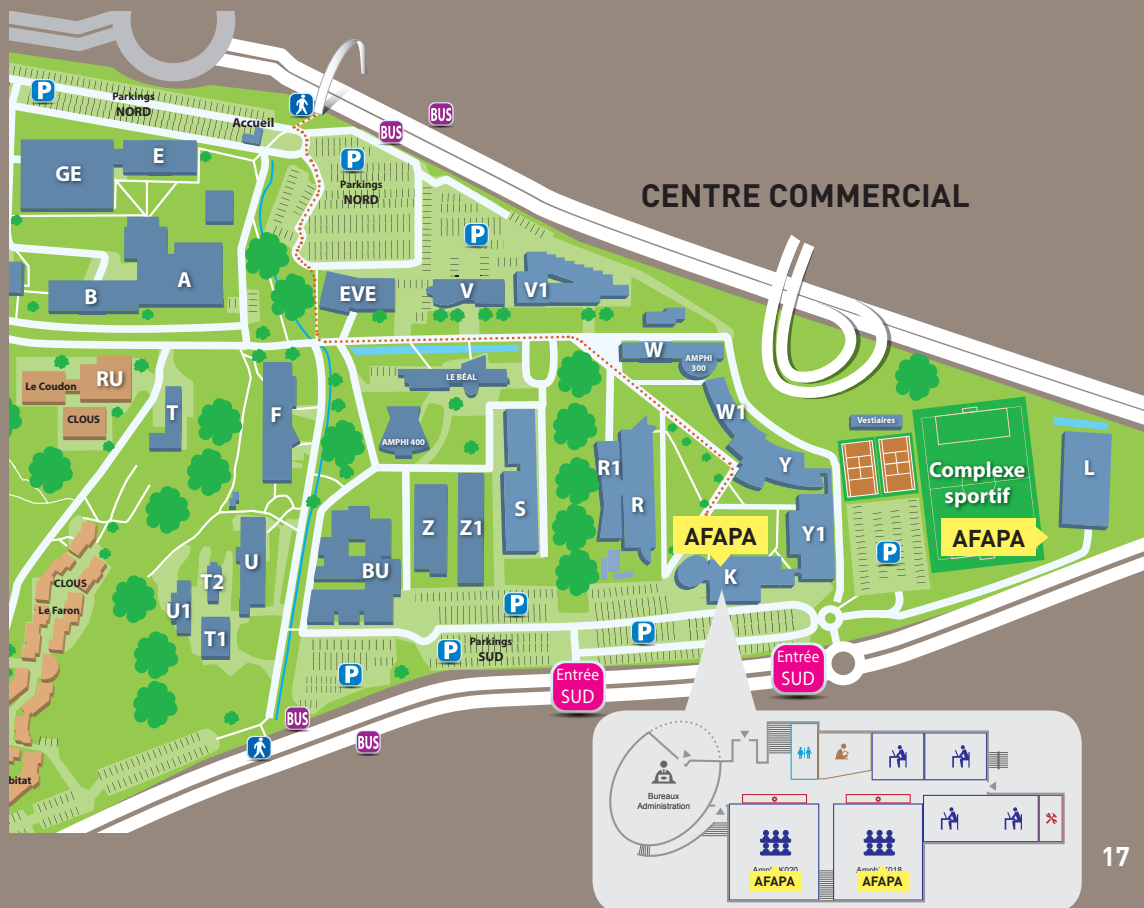 P
Parkings
NORD
Accueil
BUS
BUS
P
Parkings
NORD
CENTRE COMMERCIAL
GE
E
P
A
B
EVE
V
V1
W
AMPHI
300
Le Coudon
RU
CLOUS
T
F
LE BÉAL
AMPHI 400
W1
Vestiaires
Y
L
Complexe
sportif
AFAPA
R1
R
S
Z
Z1
AFAPA
Y1
P
K
U
T2
U1
T1
BU
CLOUS
Le Faron
P
P
Parkings
SUD
P
P
Entrée
SUD
Entrée
SUD
BUS
BUS
bitat
Bureaux
Administration
AFAPA
AFAPA
17